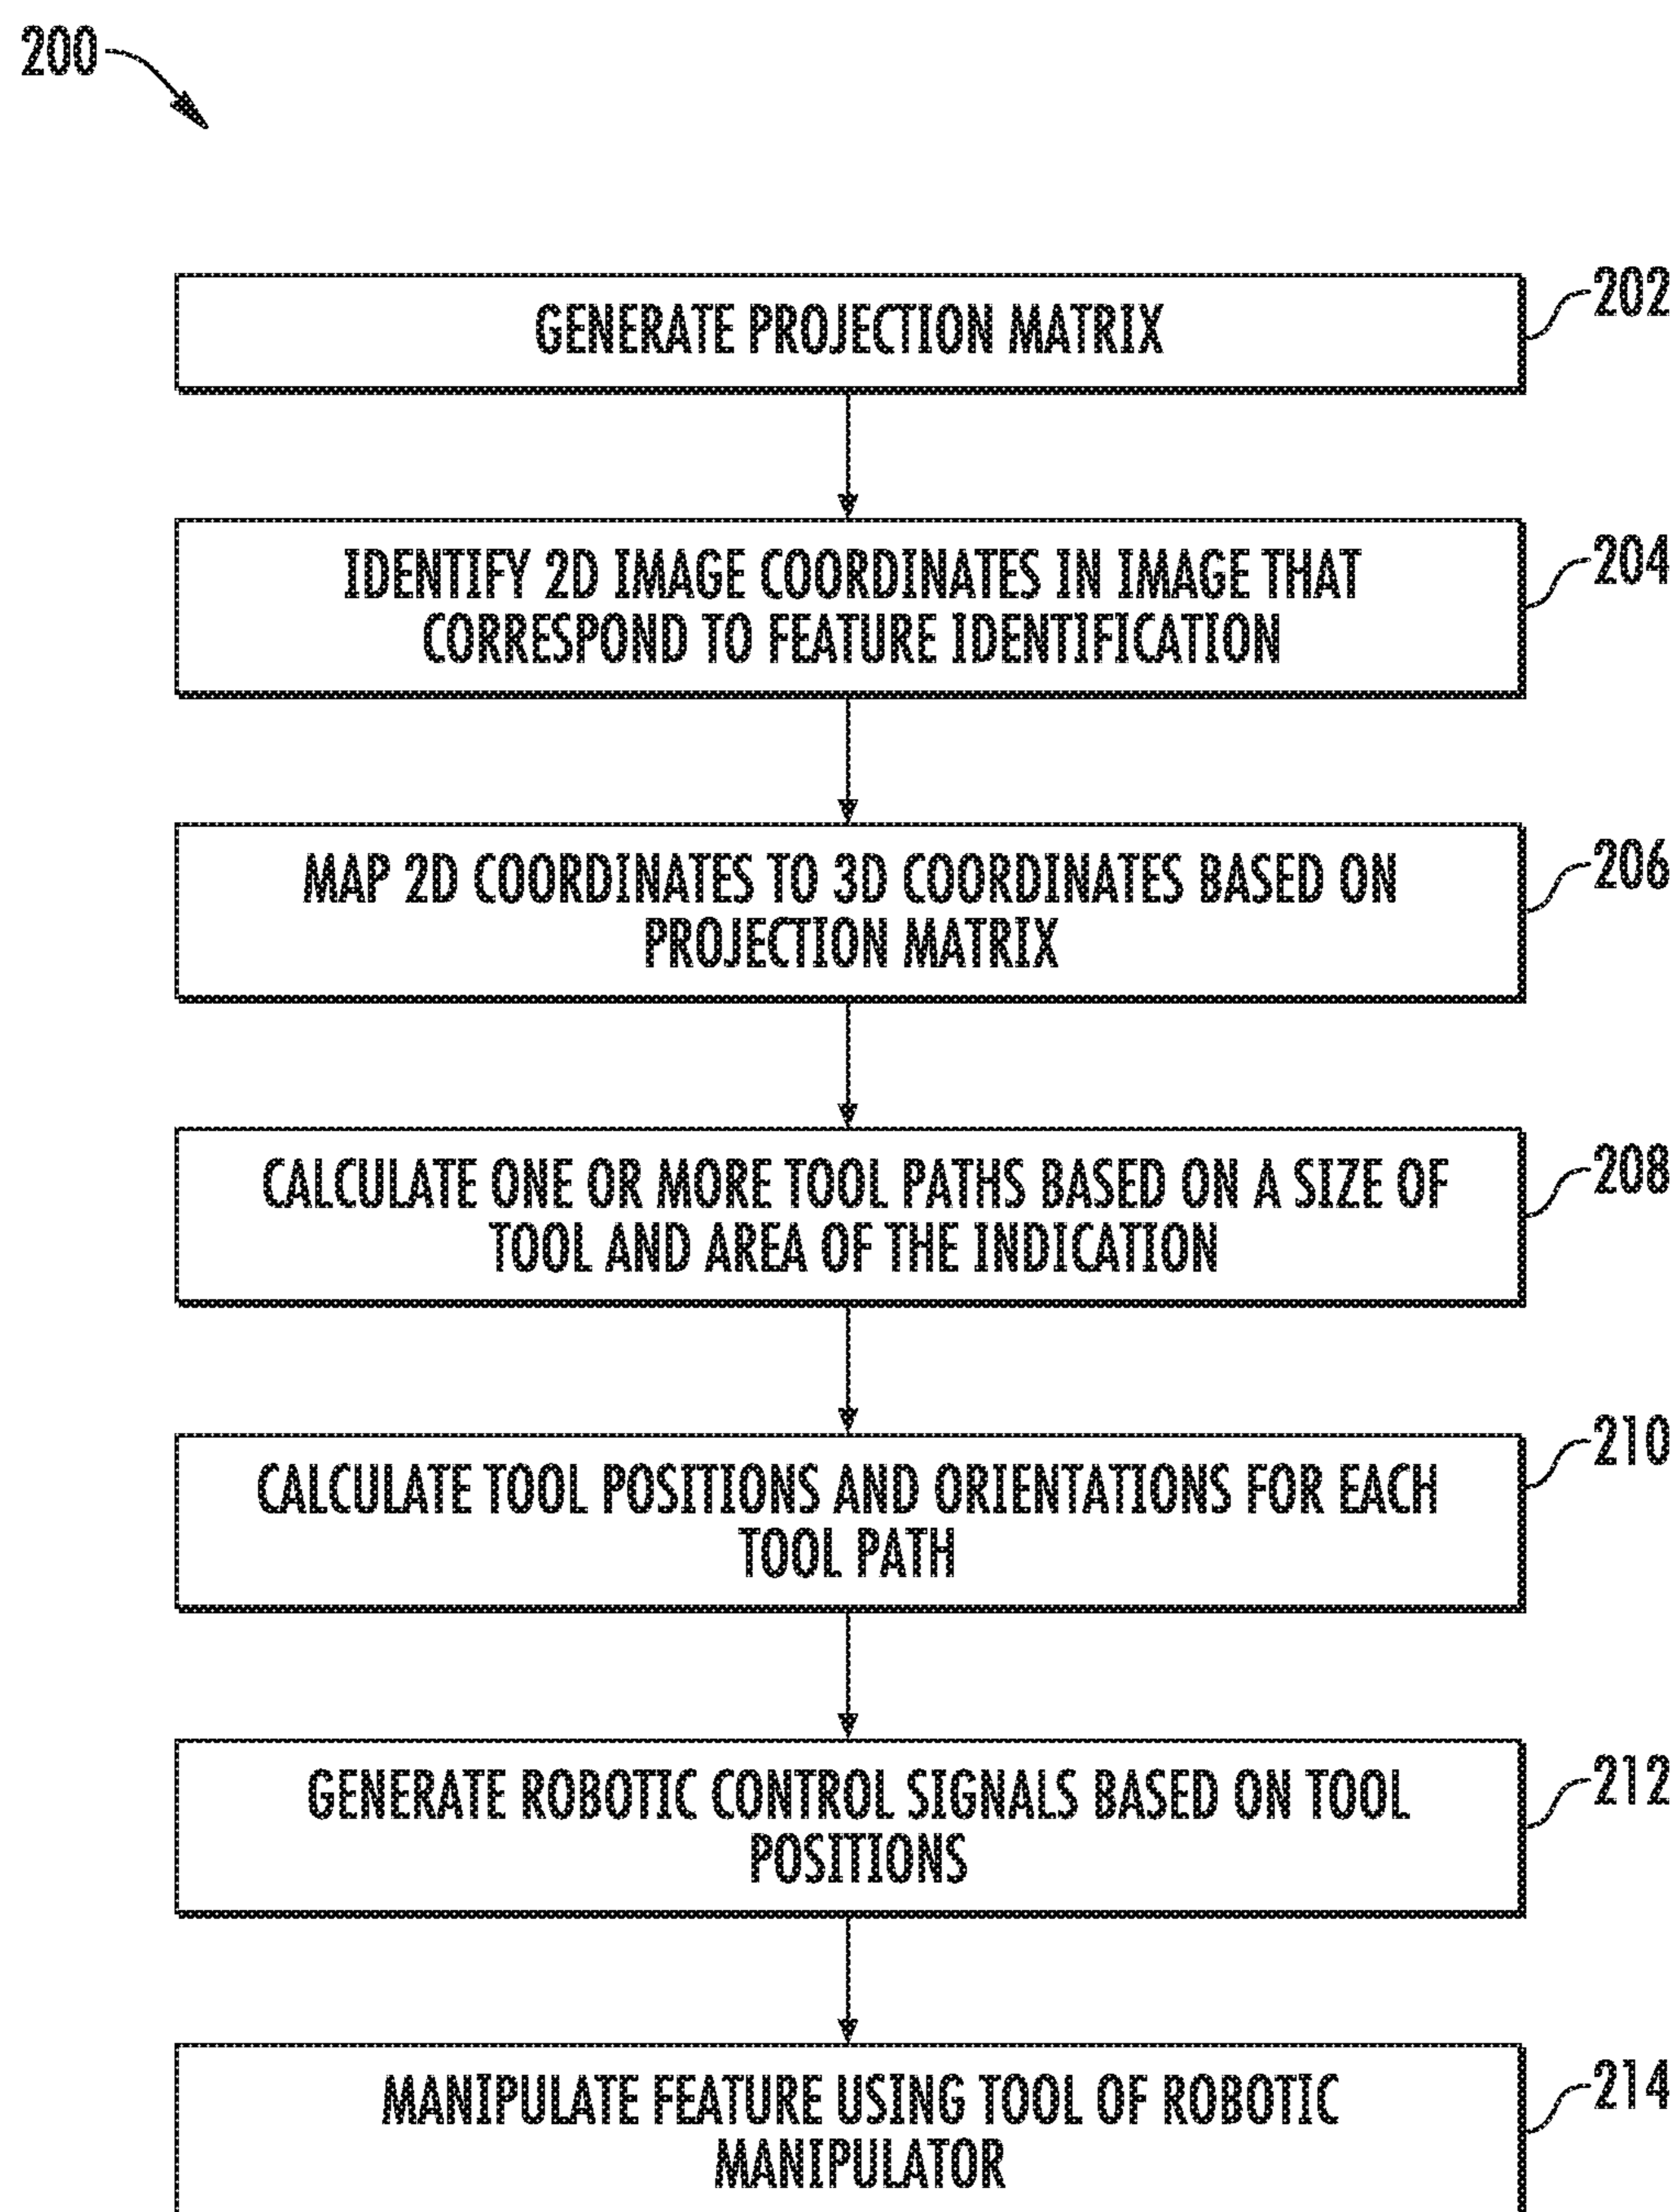 200
GENERATE PROJECTION MATRIX
202
IDENTIFY 2D IMAGE COORDINATES IN IMAGE THAT
CORRESPOND TO FEATURE IDENTIFICATION
204
MAP 2D COORDINATES TO 3D COORDINATES BASED ON
PROJECTION MATRIX
206
CALCULATE ONE OR MORE TOOL PATHS BASED ON A SIZE OF
TOOL AND AREA OF THE INDICATION
208
CALCULATE TOOL POSITIONS AND ORIENTATIONS FOR EACH
TOOL PATH
210
GENERATE ROBOTIC CONTROL SIGNALS BASED ON TOOL
POSITIONS
212
MANIPULATE FEATURE USING TOOL OF ROBOTIC
MANIPULATOR
214